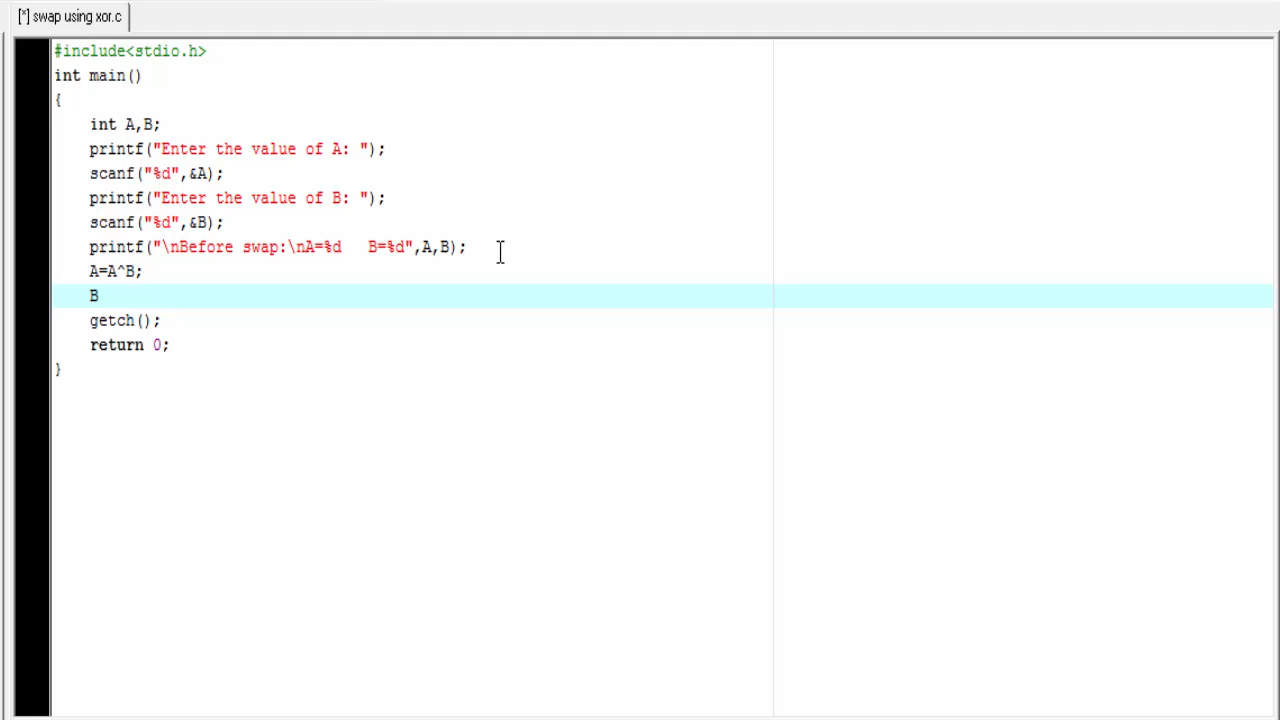 [*] swap using xor.c
#include<stdio.h>
int main()
{
    int A,B;
    printf("Enter the value of A: ");
    scanf("%d",&A);
    printf("Enter the value of B: ");
    scanf("%d",&B);
    printf("\nBefore swap:\nA=%d   B=%d",A,B);
    A=A^B;
    B
    getch();
    return 0;
}